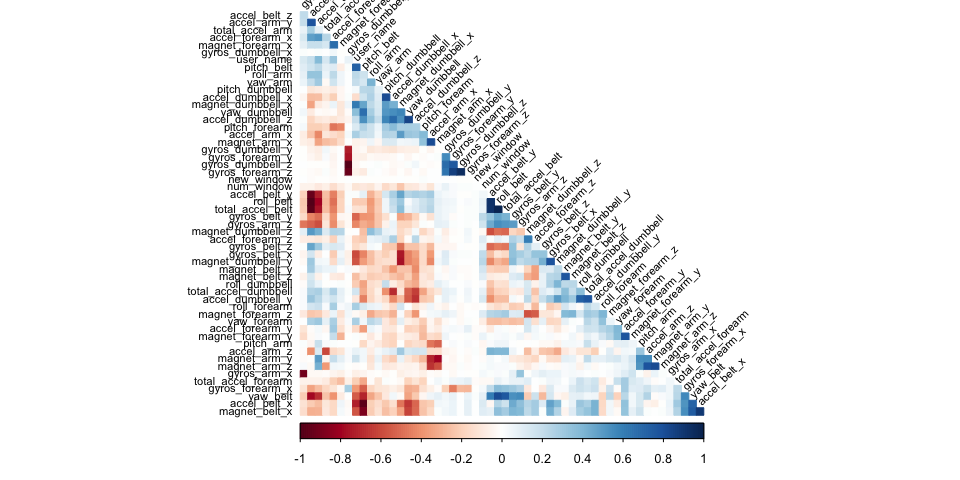 accel_belt_z
accel_arm_y
total_accel_arm
accel_forearm_x
magnet_forearm_x
gyros_dumbbell_x
user_name
pitch_belt
roll_arm
yaw_arm
pitch_dumbbell
accel_dumbbell_x
magnet_dumbbell_x
yaw_dumbbell
accel_dumbbell_z
pitch_forearm
accel_arm_x
magnet_arm_x
gyros_dumbbell_y
gyros_forearm_y
gyros_dumbbell_z
gyros_forearm_z
new_window
num_window
accel_belt_y
roll_belt
total_accel_belt
gyros_belt_y
gyros_arm_z
magnet_dumbbell_z
accel_forearm_z
gyros_belt_z
gyros_belt_x
magnet_dumbbell_y
magnet_belt_y
magnet_belt_z
roll_dumbbell
total_accel_dumbbell
accel_dumbbell_y
roll_forearm
magnet_forearm_z
yaw_forearm
accel_forearm_y
magnet_forearm_y
pitch_arm
accel_arm_z
magnet_arm_y
magnet_arm_z
gyros_arm_x
total_accel_forearm
gyros_forearm_x
yaw_belt
accel_belt_x
magnet_belt_x
user_name
pitch_belt
roll_arm
yaw_arm
pitch_dumbbell
accel_dumbbell_x
magnet_dumbbell_x
yaw_dumbbell
accel_dumbbell_z
pitch_forearm
accel_arm_x
magnet_arm_x
gyros_dumbbell_y
gyros_forearm_y
gyros_dumbbell_z
gyros_forearm_z
new_window
num_window
accel_belt_y
roll_belt
total_accel_belt
gyros_belt_y
gyros_arm_z
magnet_dumbbell_z
accel_forearm_z
gyros_belt_z
gyros_belt_x
magnet_dumbbell_y
magnet_belt_y
magnet_belt_z
roll_dumbbell
total_accel_dumbbell
accel_dumbbell_y
roll_forearm
magnet_forearm_z
yaw_forearm
accel_forearm_y
magnet_forearm_y
pitch_arm
accel_arm_z
magnet_arm_y
magnet_arm_z
gyros_arm_x
total_accel_forearm
gyros_forearm_x
yaw_belt
accel_belt_x
-1 -0.8 -0.6 -0.4 -0.2 0 0.2 0.4 0.6 0.8 1